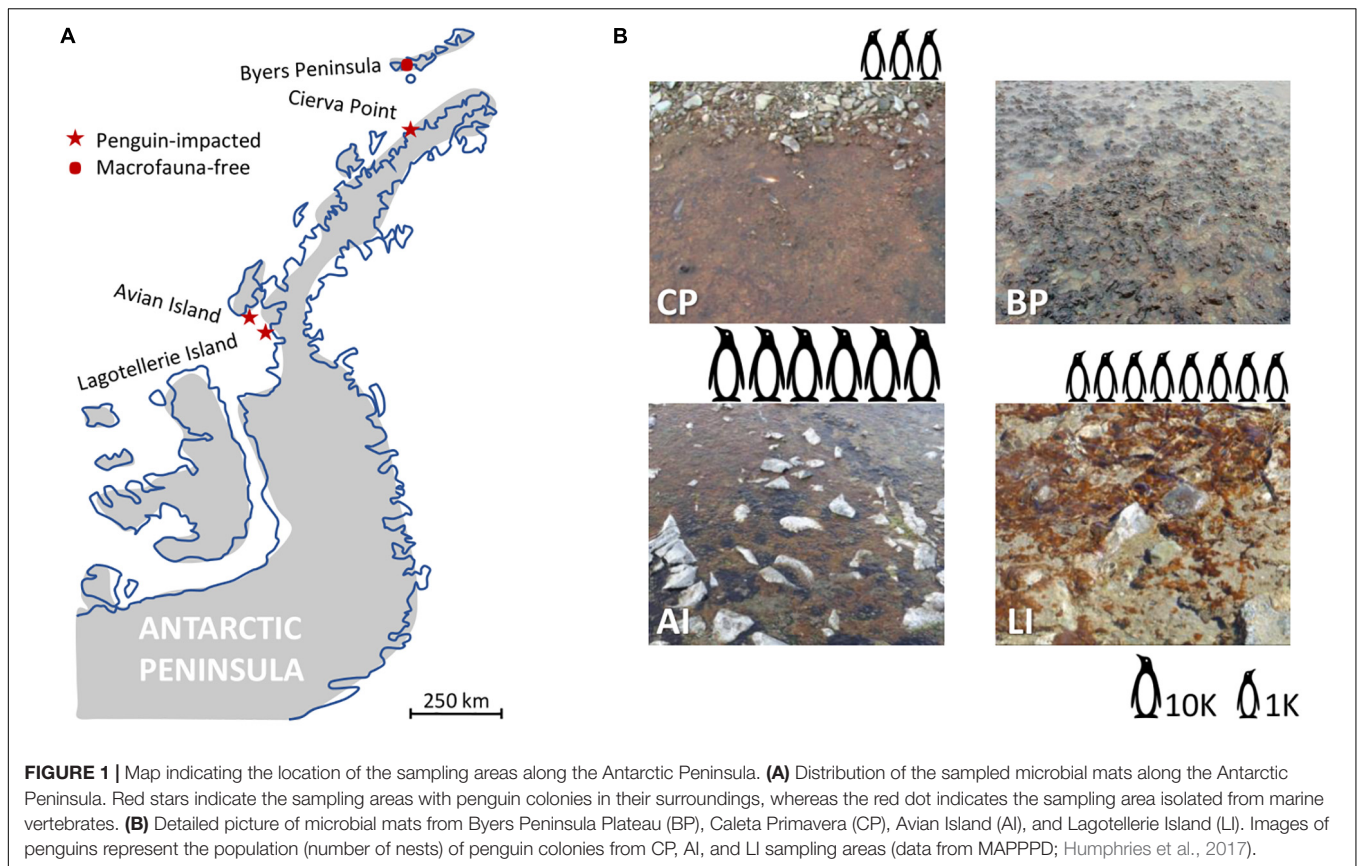 A
Byers Peninsula
Cierva Point
Penguin-impacted
Macrofauna-free
Avian Island
Lagotellerie Island
ANTARCTIC
PENINSULA
250 km
B
CP
BP
AI
LI
10K
1K
FIGURE 1 | Map indicating the location of the sampling areas along the Antarctic Peninsula. (A) Distribution of the sampled microbial mats along the Antarctic
Peninsula. Red stars indicate the sampling areas with penguin colonies in their surroundings, whereas the red dot indicates the sampling area isolated from marine
vertebrates. (B) Detailed picture of microbial mats from Byers Peninsula Plateau (BP), Caleta Primavera (CP), Avian Island (AI), and Lagotellerie Island (LI). Images of
penguins represent the population (number of nests) of penguin colonies from CP, AI, and LI sampling areas (data from MAPPPD; Humphries et al., 2017).